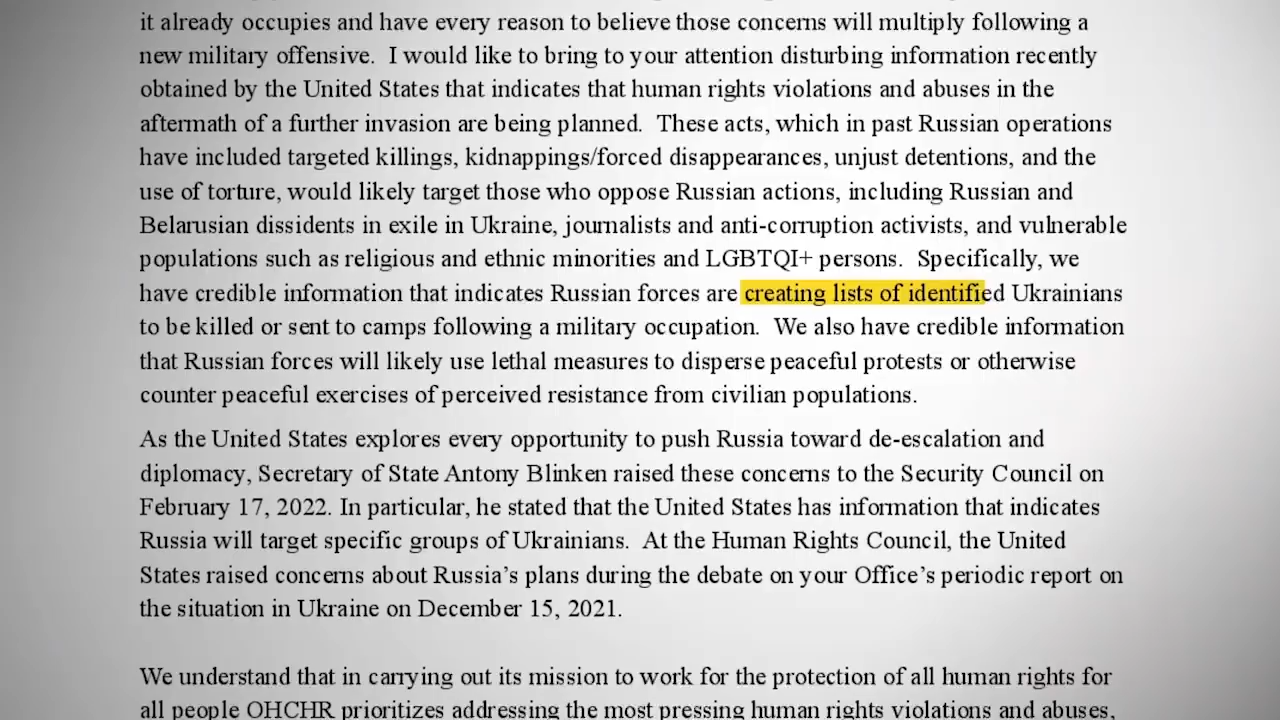 it already occupies and have every reason to believe those concerns will multiply following a
new military offensive. I would like to bring to your attention disturbing information recently
obtained by the United States that indicates that human rights violations and abuses in the
aftermath of a further invasion are being planned. These acts, which in past Russian operations
have included targeted killings, kidnappings/forced disappearances, unjust detentions, and the
use of torture, would likely target those who oppose Russian actions, including Russian and
Belarusian dissidents in exile in Ukraine, journalists and anti-corruption activists, and vulnerable
populations such as religious and ethnic minorities and LGBTQI+ persons. Specifically, we
have credible information that indicates Russian forces are creating lists of identified Ukrainians
to be killed or sent to camps following a military occupation. We also have credible information
that Russian forces will likely use lethal measures to disperse peaceful protests or otherwise
counter peaceful exercises of perceived resistance from civilian populations.
As the United States explores every opportunity to push Russia toward de-escalation and
diplomacy, Secretary of State Antony Blinken raised these concerns to the Security Council on
February 17, 2022. In particular, he stated that the United States has information that indicates
Russia will target specific groups of Ukrainians. At the Human Rights Council, the United
States raised concerns about Russia's plans during the debate on your Office's periodic report on
the situation in Ukraine on December 15, 2021.
We understand that in carrying out its mission to work for the protection of all human rights for
all people OHCHR prioritizes addressing the most pressing human rights violations and abuses,